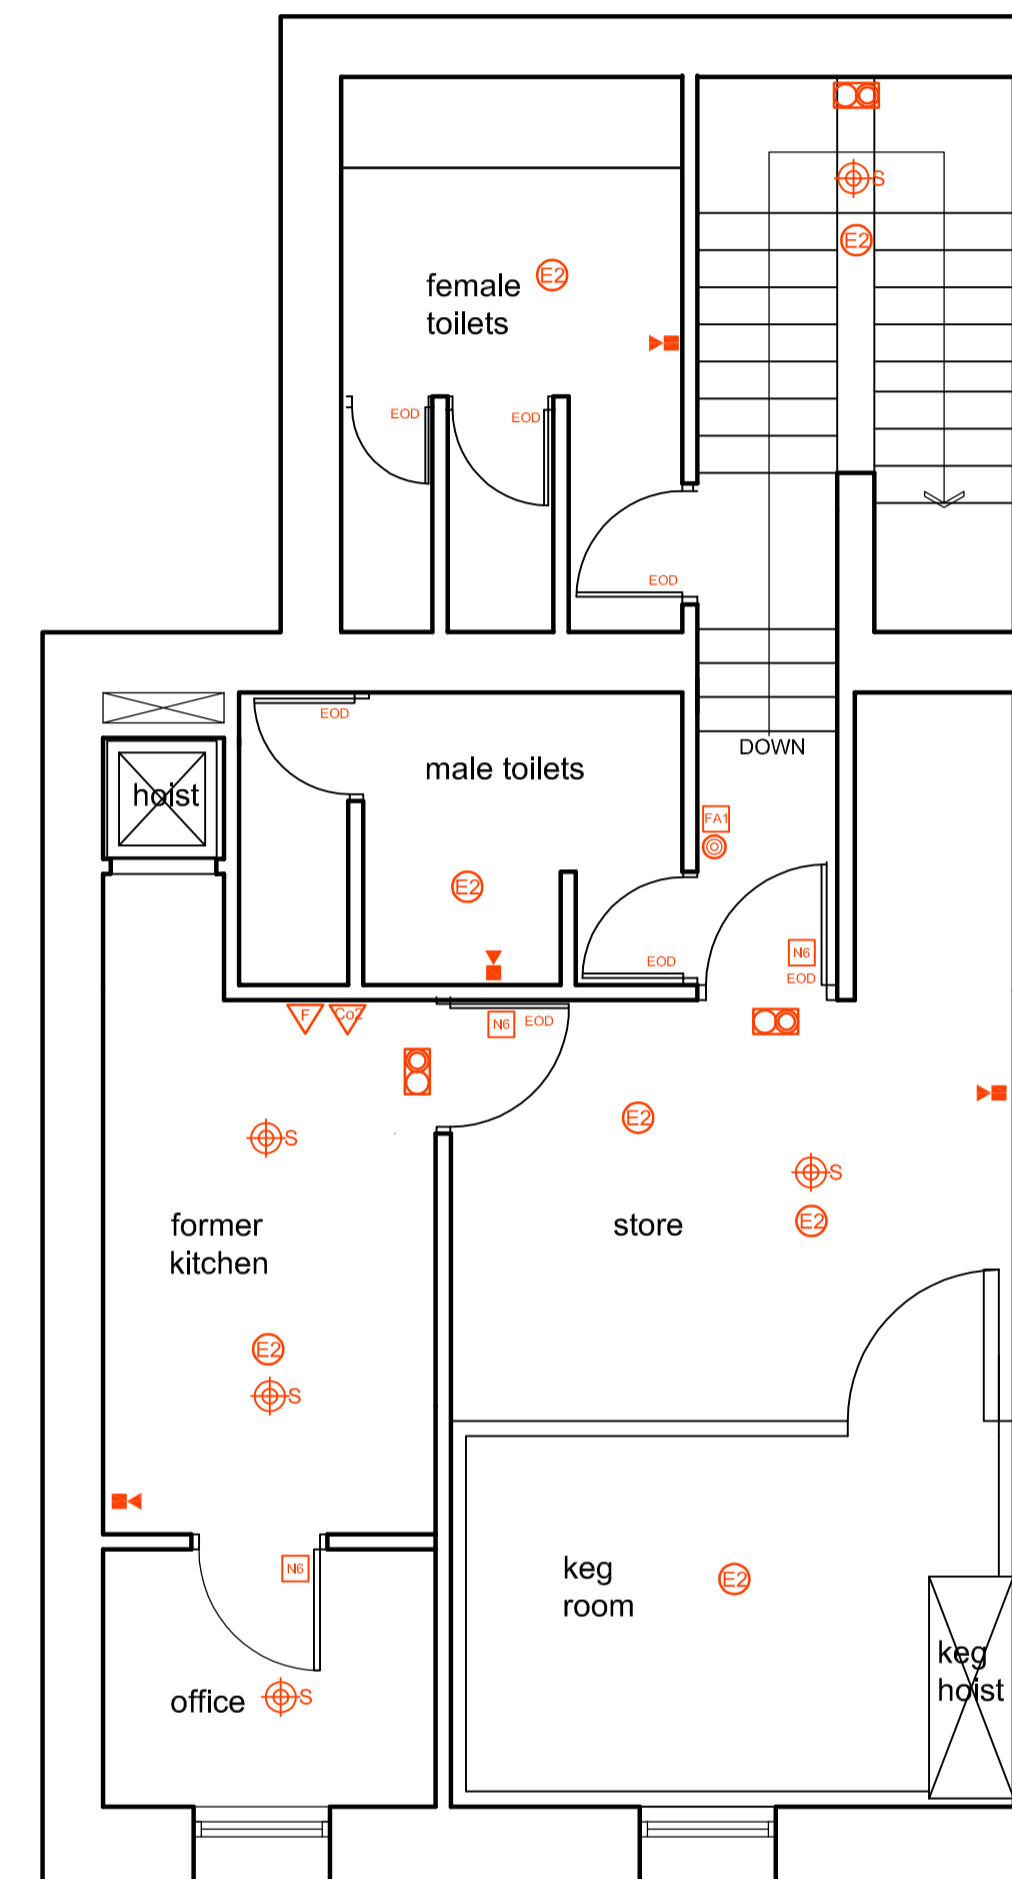 S
E2
female
toilets
E2
EOD
EOD
EOD
EOD
DOWN
male toilets
hoist
FA1
E2
N6
EOD
EOD
F
Co2
N6
EOD
E2
S
S
former
kitchen
store
E2
E2
S
N6
keg
room
E2
keg
hoist
office
S